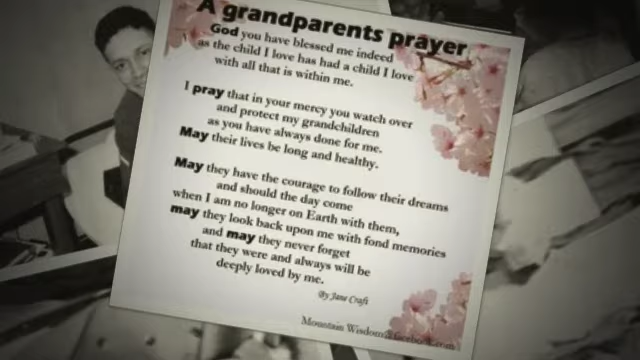 A grandparents prayer
God you have blessed me indeed
as the child I love has had a child I love
with all that is within me.
I pray that in your mercy you watch over
and protect my grandchildren
as you have always done for me.
May their lives be long and healthy.
May they have the courage to follow their dreams
and should the day come
when I am no longer on Earth with them,
may they look back upon me with fond memories
and may they never forget
that they were and always will be
deeply loved by me.
By Jane Craft
Mountain Wisdom